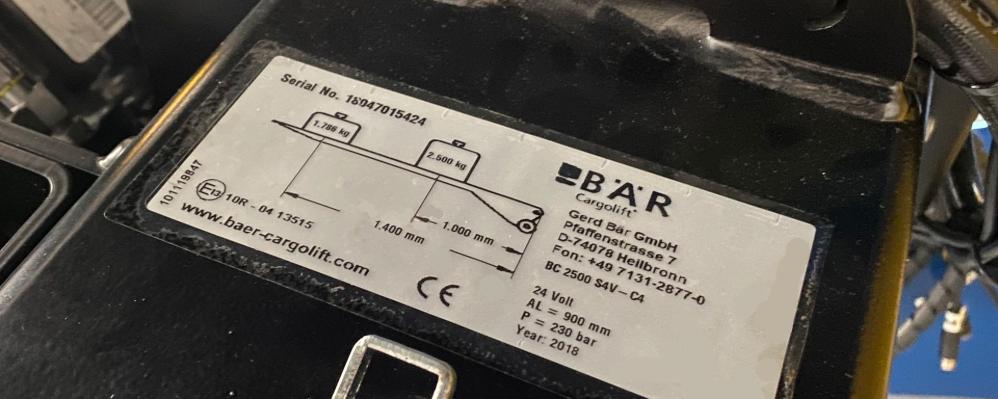 Serial No. 18047015424
1.786 kg
2.500 kg
1.000 mm
1.400 mm
101119847
E13 10R - 04 13515
www.baer-cargolift.com
CE
BÄR
Cargolift
Gerd Bär GmbH
Pfaffenstrasse 7
D-74078 Heilbronn
Fon: +49 7131-2877-0
BC 2500 S4V-C4
24 Volt
AL = 900 mm
P = 230 bar
Year: 2018